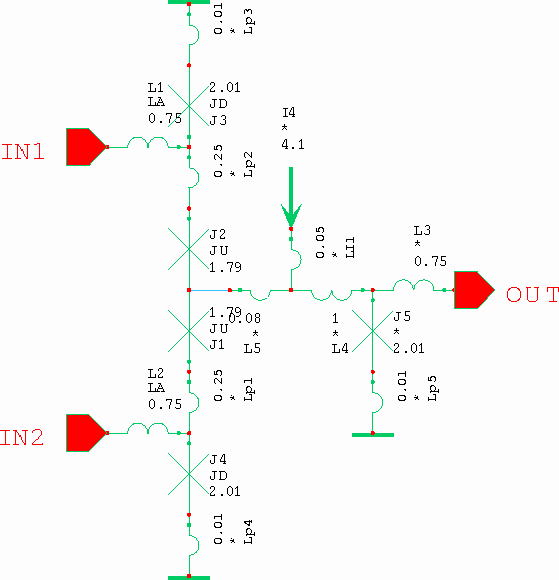 0.01
* Lp3
L1
LA
0.75
2.01
JD
J3
IN1
0.25
* Lp2
I4
*
4.1
J2
JU
1.79
0.05
* LI1
L3
*
0.75
OUT
1.79
JU
J1
0.08
*
L5
1
*
L4
J5
*
2.01
L2
LA
0.75
0.25
* Lp1
0.01
* Lp5
IN2
J4
JD
2.01
0.01
* Lp4